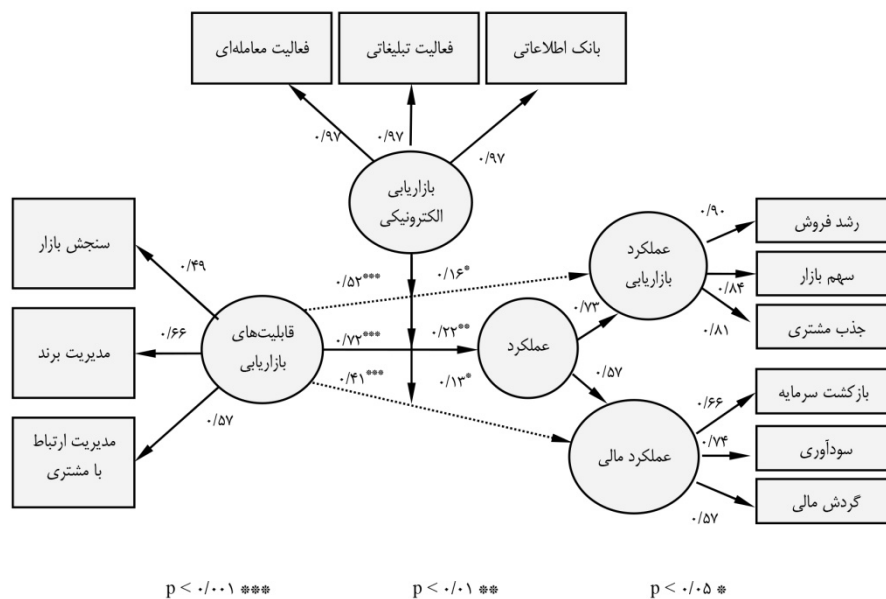 بانک اطلاعاتی
فعالیت تبلیغاتی
فعالیت معامله‌ای
۰/۹۷
۰/۹۷
۰/۹۷
بازاریابی
الکترونیکی
عملکرد
بازاریابی
۰/۹۰
رشد فروش
۰/۸۴
سهم بازار
۰/۸۱
جذب مشتری
سنجش بازار
۰/۴۹
مدیریت برند
۰/۶۶
مدیریت ارتباط
با مشتری
۰/۵۷
قابلیت‌های
بازاریابی
۰/۵۲***
۰/۱۶*
۰/۷۲***
۰/۲۲**
۰/۴۱***
۰/۱۳*
عملکرد
۰/۷۳
۰/۵۷
عملکرد مالی
۰/۶۶
بازکشت سرمایه
۰/۷۴
سودآوری
۰/۵۷
گردش مالی
p < ۰/۰۰۱ ***
p < ۰/۰۱ **
p < ۰/۰۵ *